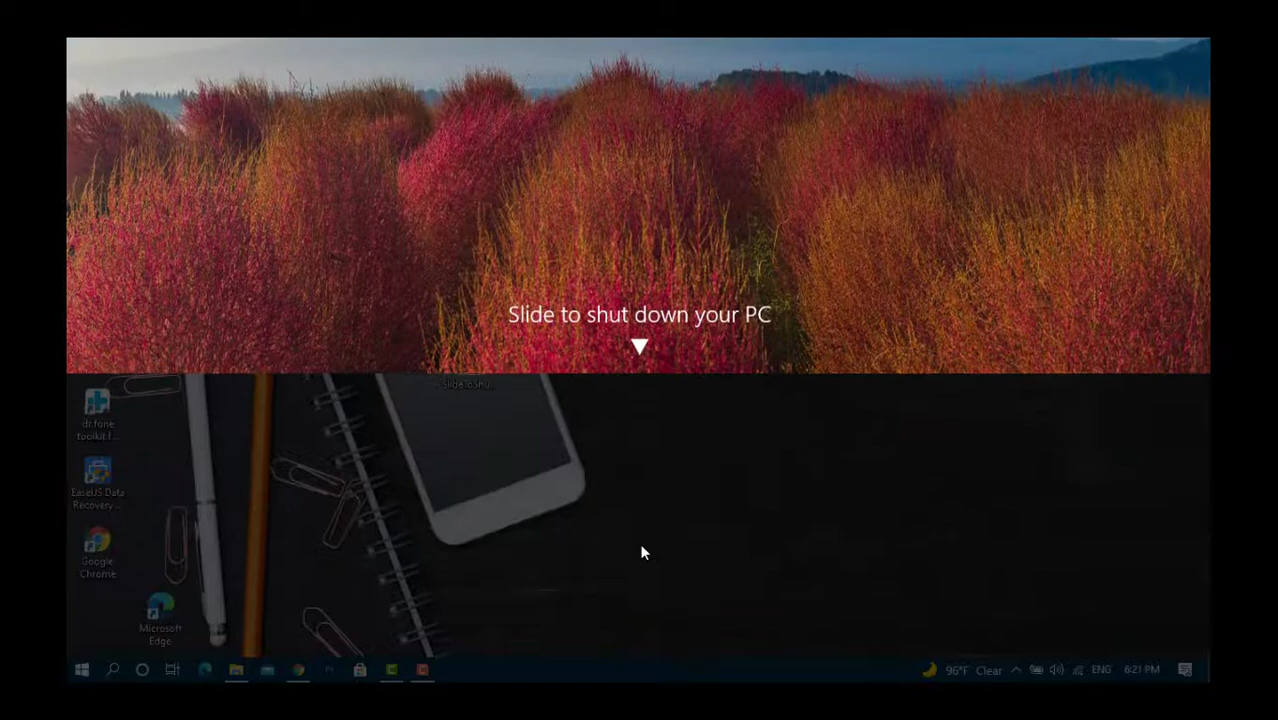 Slide to shut down your PC
SlideToShu...
dr.fone
toolkit f...
EaseUS Data
Recovery ...
Google
Chrome
Microsoft
Edge
96°F Clear
ENG
6:21 PM